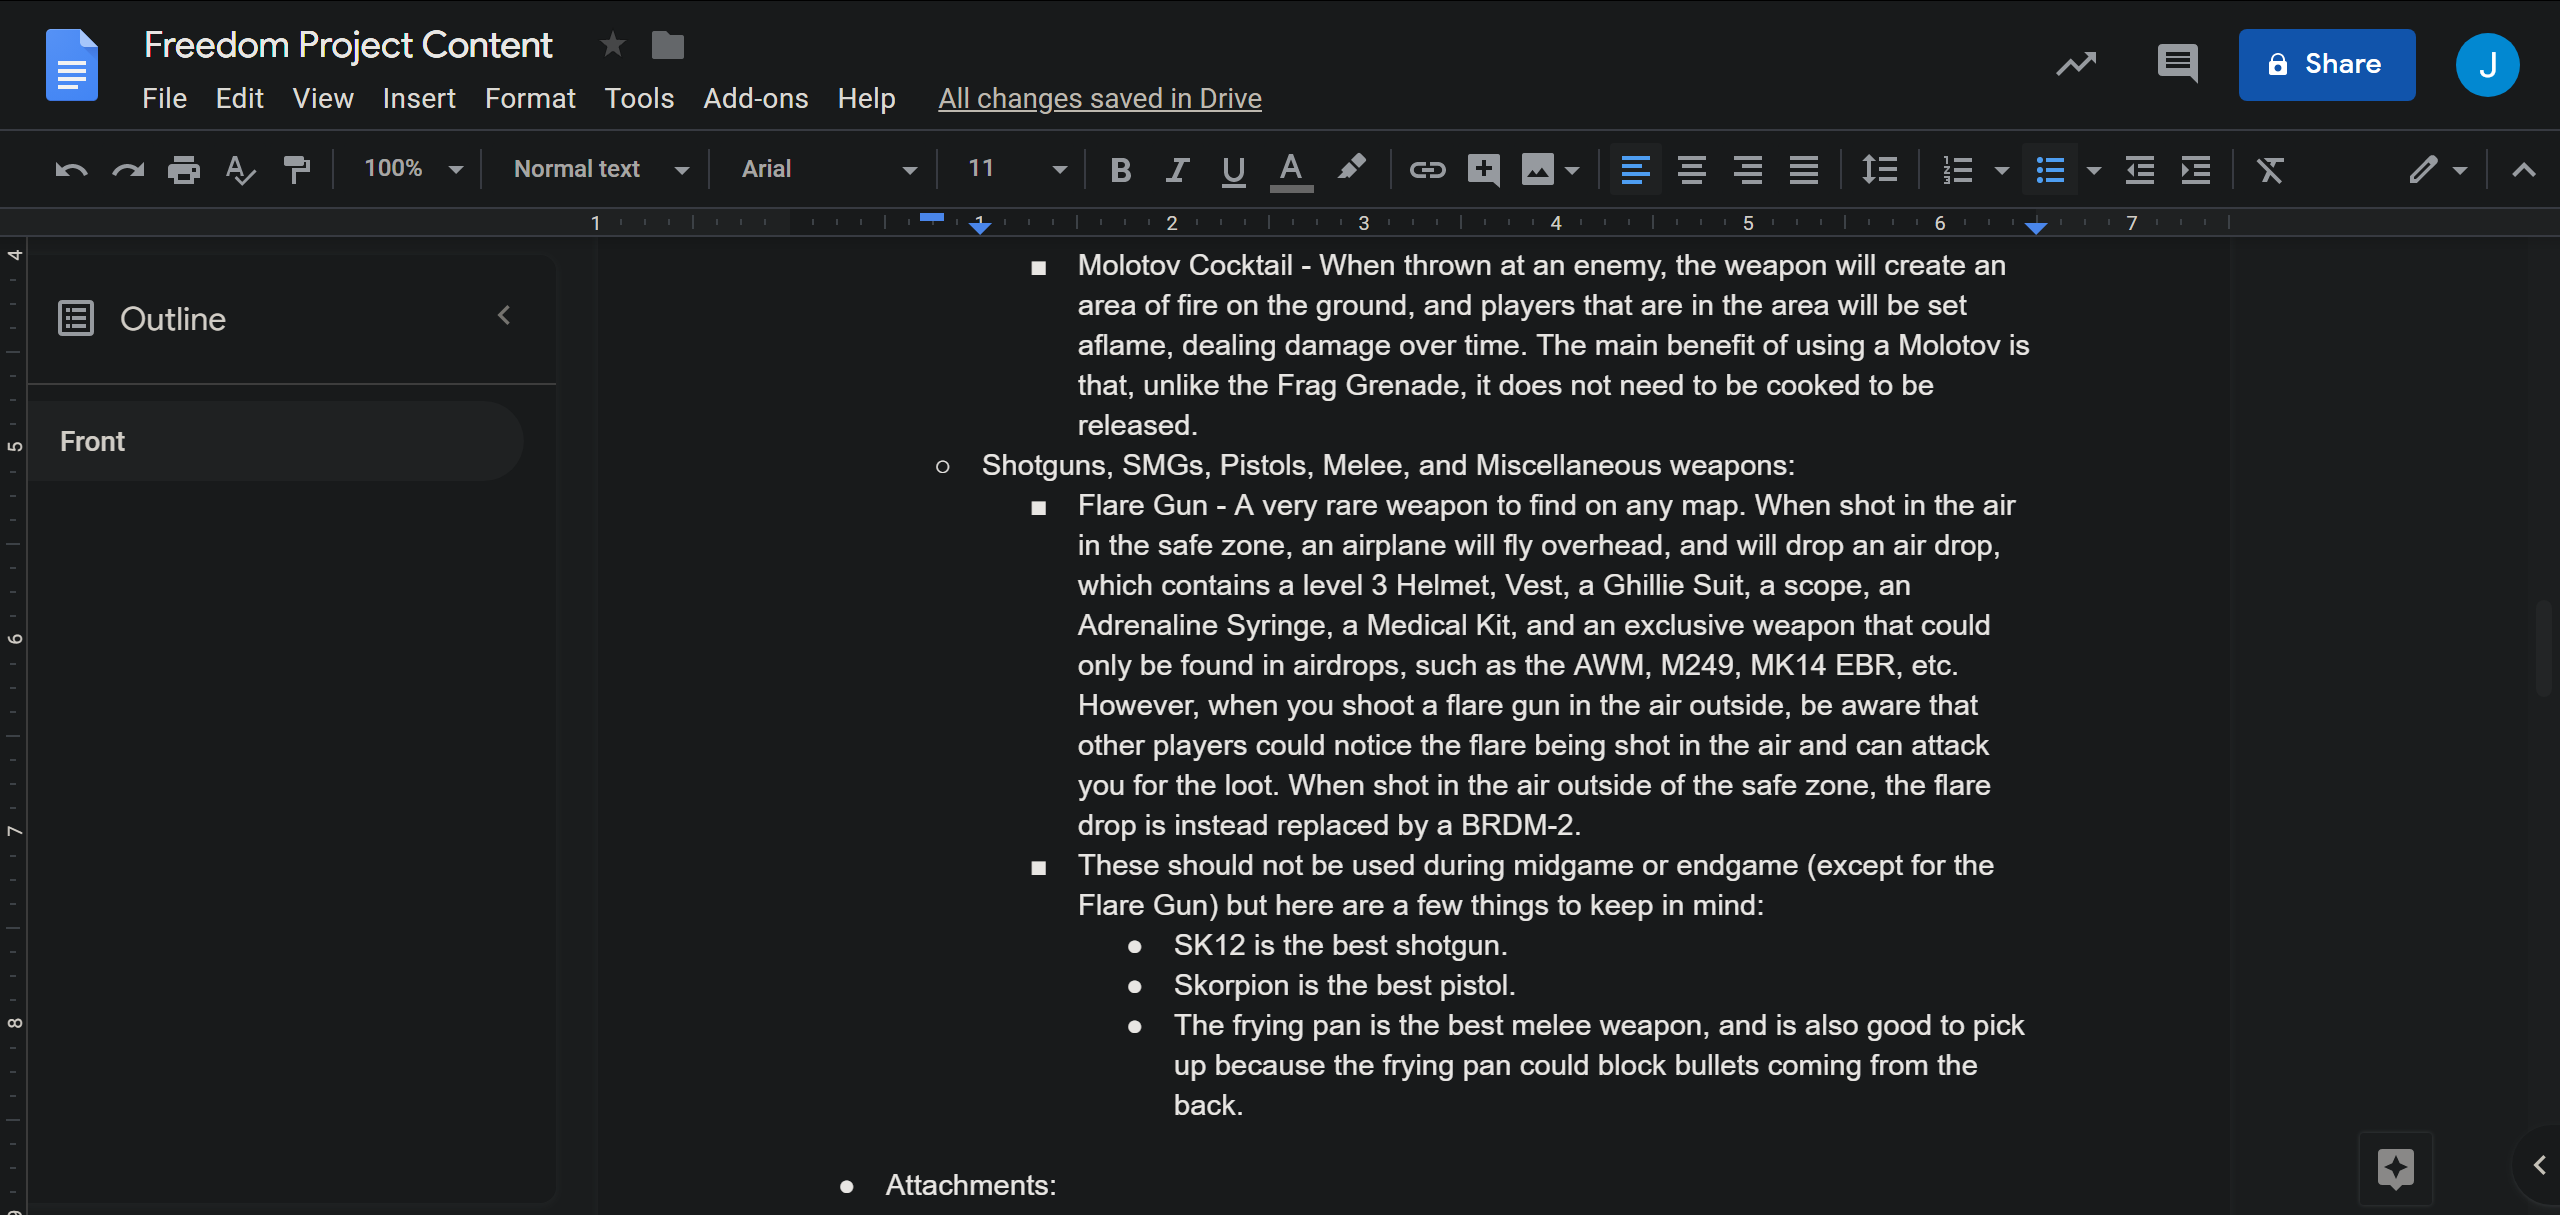 Freedom Project Content
File Edit View Insert Format Tools Add-ons Help All changes saved in Drive
Share
J
100% Normal text Arial 11
1 1 2 3 4 5 6 7
4
5
6
7
8
9
Outline
Front
■ Molotov Cocktail - When thrown at an enemy, the weapon will create an
area of fire on the ground, and players that are in the area will be set
aflame, dealing damage over time. The main benefit of using a Molotov is
that, unlike the Frag Grenade, it does not need to be cooked to be
released.
○ Shotguns, SMGs, Pistols, Melee, and Miscellaneous weapons:
■ Flare Gun - A very rare weapon to find on any map. When shot in the air
in the safe zone, an airplane will fly overhead, and will drop an air drop,
which contains a level 3 Helmet, Vest, a Ghillie Suit, a scope, an
Adrenaline Syringe, a Medical Kit, and an exclusive weapon that could
only be found in airdrops, such as the AWM, M249, MK14 EBR, etc.
However, when you shoot a flare gun in the air outside, be aware that
other players could notice the flare being shot in the air and can attack
you for the loot. When shot in the air outside of the safe zone, the flare
drop is instead replaced by a BRDM-2.
■ These should not be used during midgame or endgame (except for the
Flare Gun) but here are a few things to keep in mind:
● SK12 is the best shotgun.
● Skorpion is the best pistol.
● The frying pan is the best melee weapon, and is also good to pick
up because the frying pan could block bullets coming from the
back.
● Attachments: